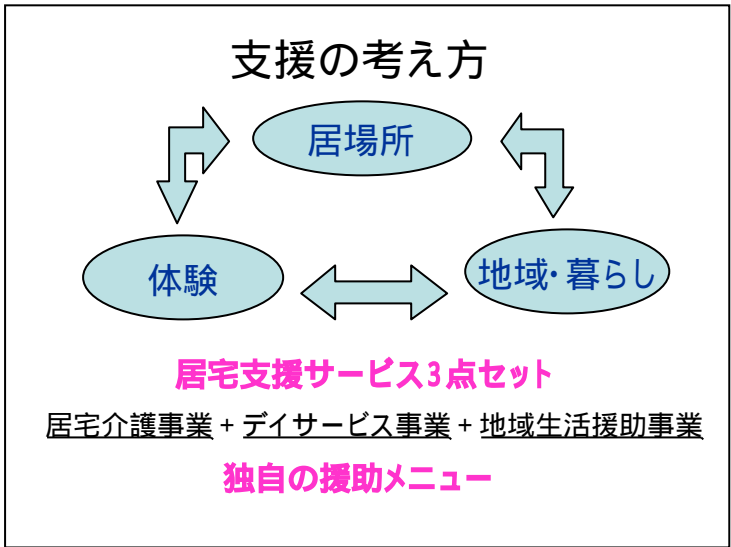 支援の考え方
居場所
体験
地域・暮らし
居宅支援サービス3点セット
居宅介護事業 + デイサービス事業 + 地域生活援助事業
独自の援助メニュー